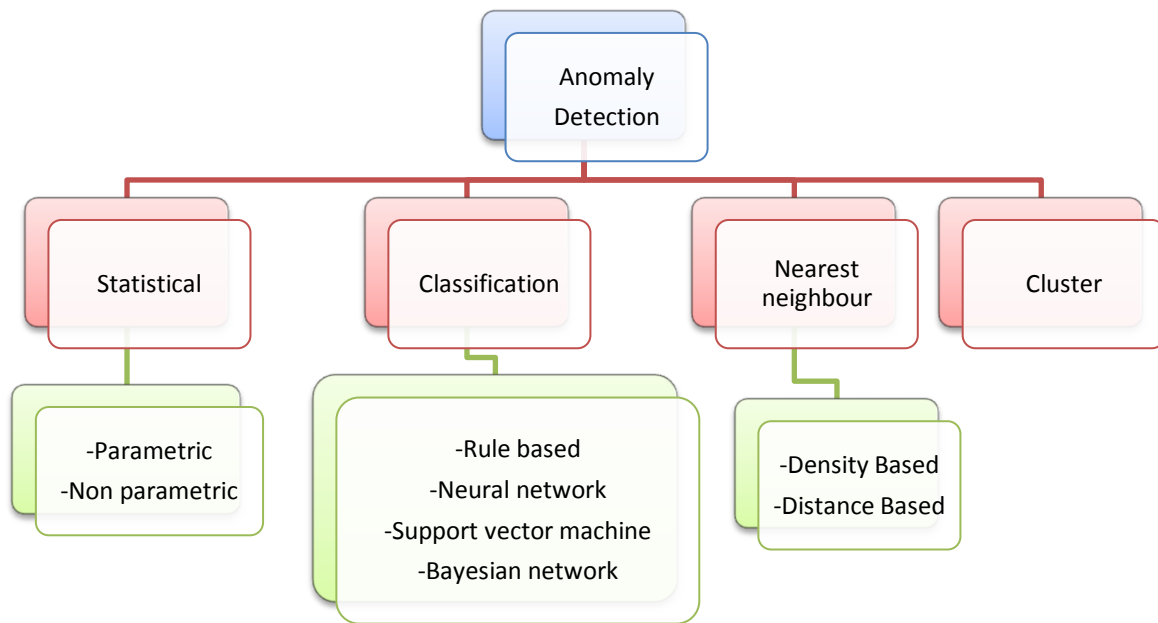 Anomaly
Detection
Statistical
Classification
Nearest
neighbour
Cluster
-Parametric
-Non parametric
-Rule based
-Neural network
-Support vector machine
-Bayesian network
-Density Based
-Distance Based